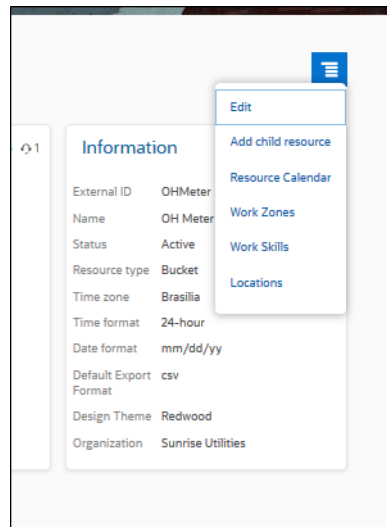 Edit
Add child resource
Resource Calendar
Work Zones
Work Skills
Locations
1
Information
External ID OHMeter
Name OH Meter
Status Active
Resource type Bucket
Time zone Brasilia
Time format 24-hour
Date format mm/dd/yy
Default Export csv
Format
Design Theme Redwood
Organization Sunrise Utilities